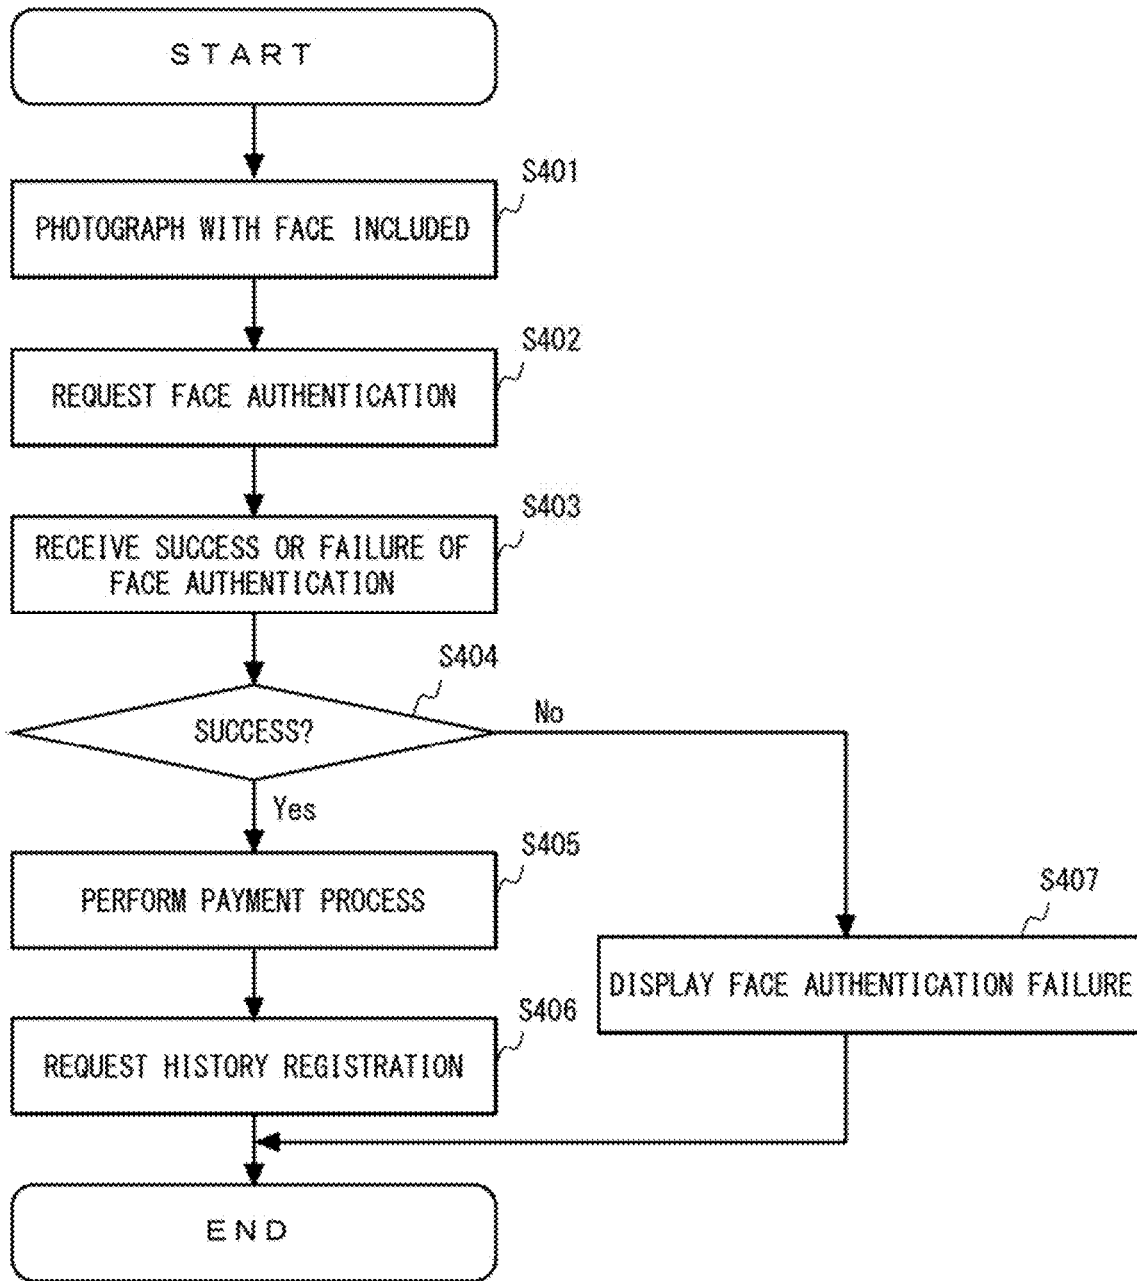 START
S401
PHOTOGRAPH WITH FACE INCLUDED
S402
REQUEST FACE AUTHENTICATION
S403
RECEIVE SUCCESS OR FAILURE OF
FACE AUTHENTICATION
S404
SUCCESS?
No
Yes
S405
PERFORM PAYMENT PROCESS
S407
DISPLAY FACE AUTHENTICATION FAILURE
S406
REQUEST HISTORY REGISTRATION
END